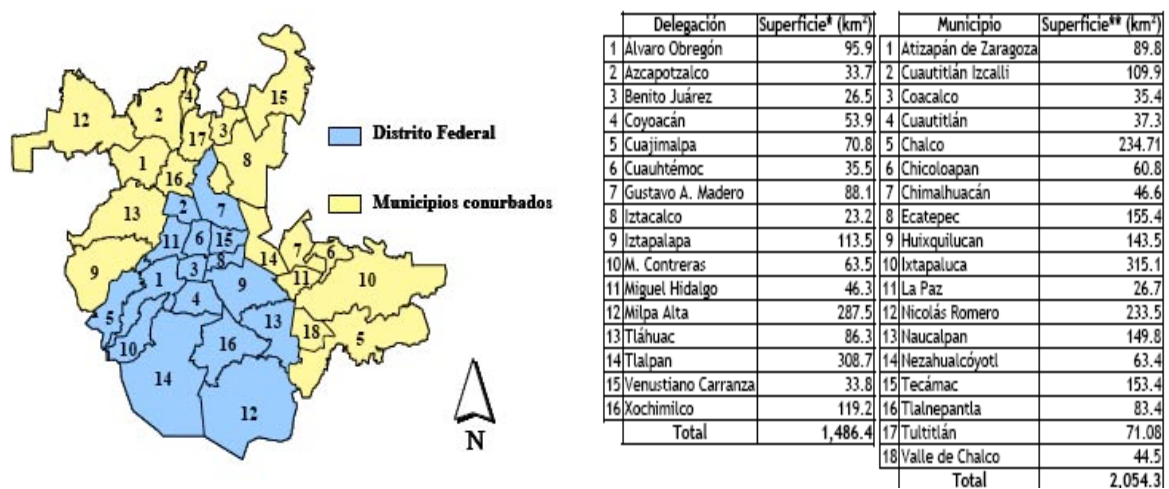 15
4
12
2
17
3
1
8
16
13
2
7
11
6
15
8
14
7
6
9
3
11
10
1
9
4
5
13
18
5
10
16
14
12
Distrito Federal
Municipios conurbados
N
Delegación Superficie* (km²)
1 Álvaro Obregón 95.9
2 Azcapotzalco 33.7
3 Benito Juárez 26.5
4 Coyoacán 53.9
5 Cuajimalpa 70.8
6 Cuauhtémoc 35.5
7 Gustavo A. Madero 88.1
8 Iztacalco 23.2
9 Iztapalapa 113.5
10 M. Contreras 63.5
11 Miguel Hidalgo 46.3
12 Milpa Alta 287.5
13 Tláhuac 86.3
14 Tlalpan 308.7
15 Venustiano Carranza 33.8
16 Xochimilco 119.2
Total 1,486.4
Municipio Superficie** (km²)
1 Atizapán de Zaragoza 89.8
2 Cuautitlán Izcalli 109.9
3 Coacalco 35.4
4 Cuautitlán 37.3
5 Chalco 234.71
6 Chicoloapan 60.8
7 Chimalhuacán 46.6
8 Ecatepec 155.4
9 Huixquilucan 143.5
10 Ixtapaluca 315.1
11 La Paz 26.7
12 Nicolás Romero 233.5
13 Naucalpan 149.8
14 Nezahualcóyotl 63.4
15 Tecámac 153.4
16 Tlalnepantla 83.4
17 Tultitlán 71.08
18 Valle de Chalco 44.5
Total 2,054.3